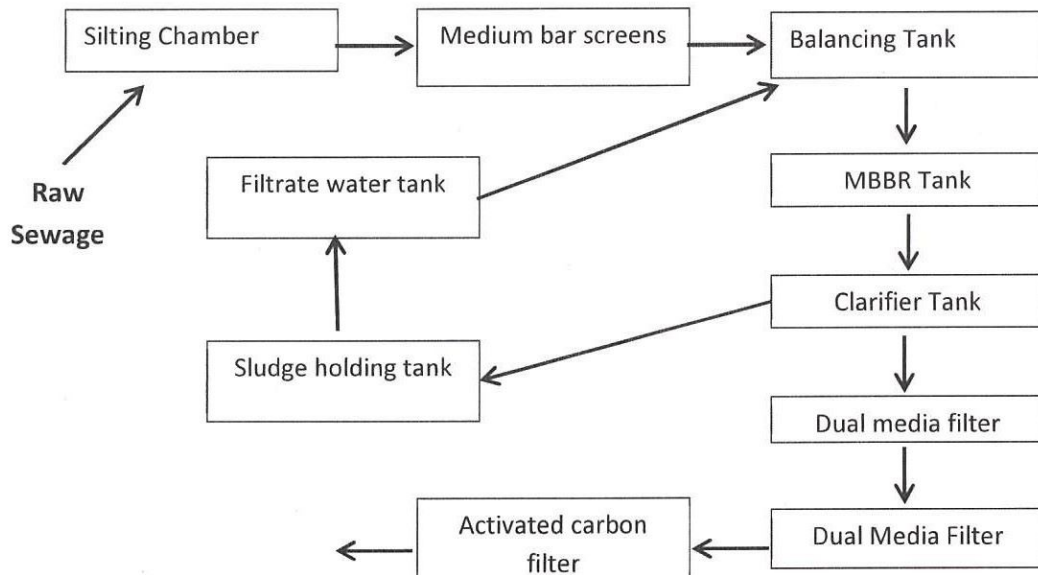 Silting Chamber
Medium bar screens
Balancing Tank
Filtrate water tank
MBBR Tank
Raw
Sewage
Clarifier Tank
Sludge holding tank
Dual media filter
Activated carbon
filter
Dual Media Filter